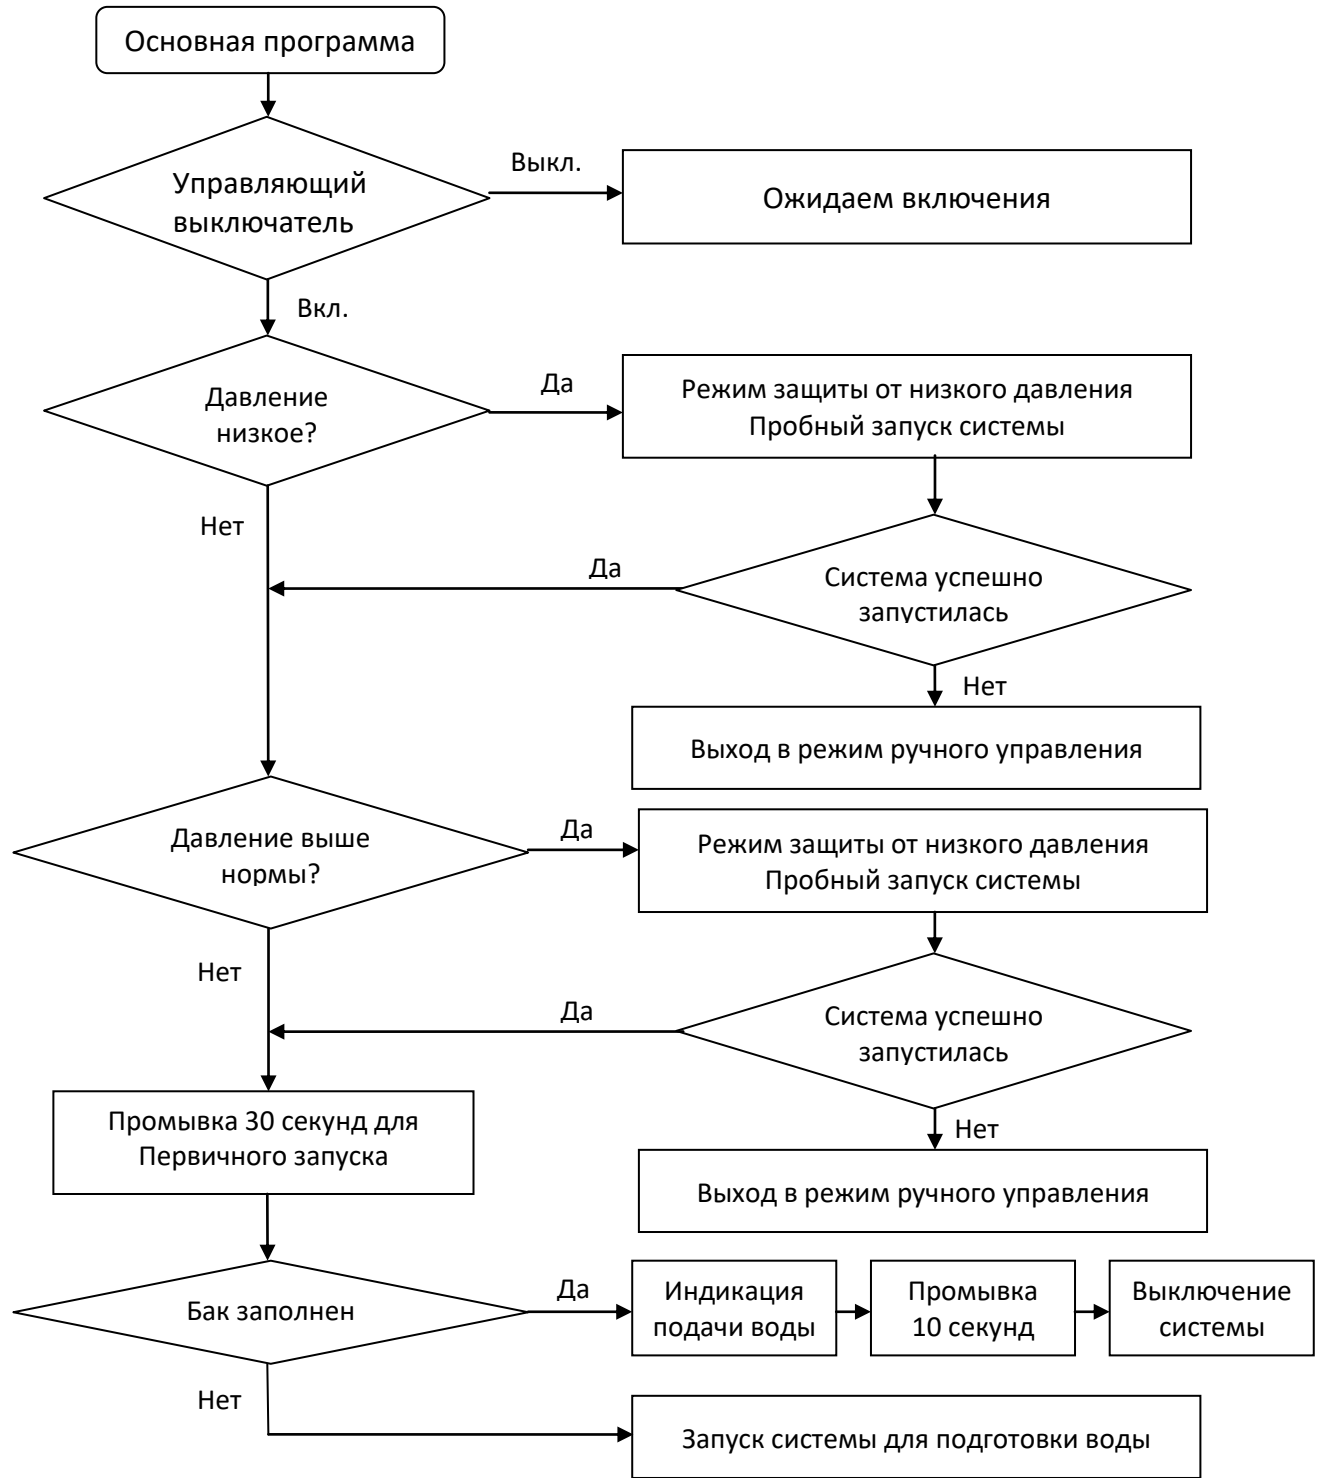 Основная программа
Управляющий
выключатель
Выкл.
Ожидаем включения
Вкл.
Давление
низкое?
Да
Режим защиты от низкого давления
Пробный запуск системы
Нет
Да
Система успешно
запустилась
Нет
Выход в режим ручного управления
Давление выше
нормы?
Да
Режим защиты от низкого давления
Пробный запуск системы
Нет
Да
Система успешно
запустилась
Нет
Выход в режим ручного управления
Промывка 30 секунд для
Первичного запуска
Бак заполнен
Да
Индикация
подачи воды
Промывка
10 секунд
Выключение
системы
Нет
Запуск системы для подготовки воды